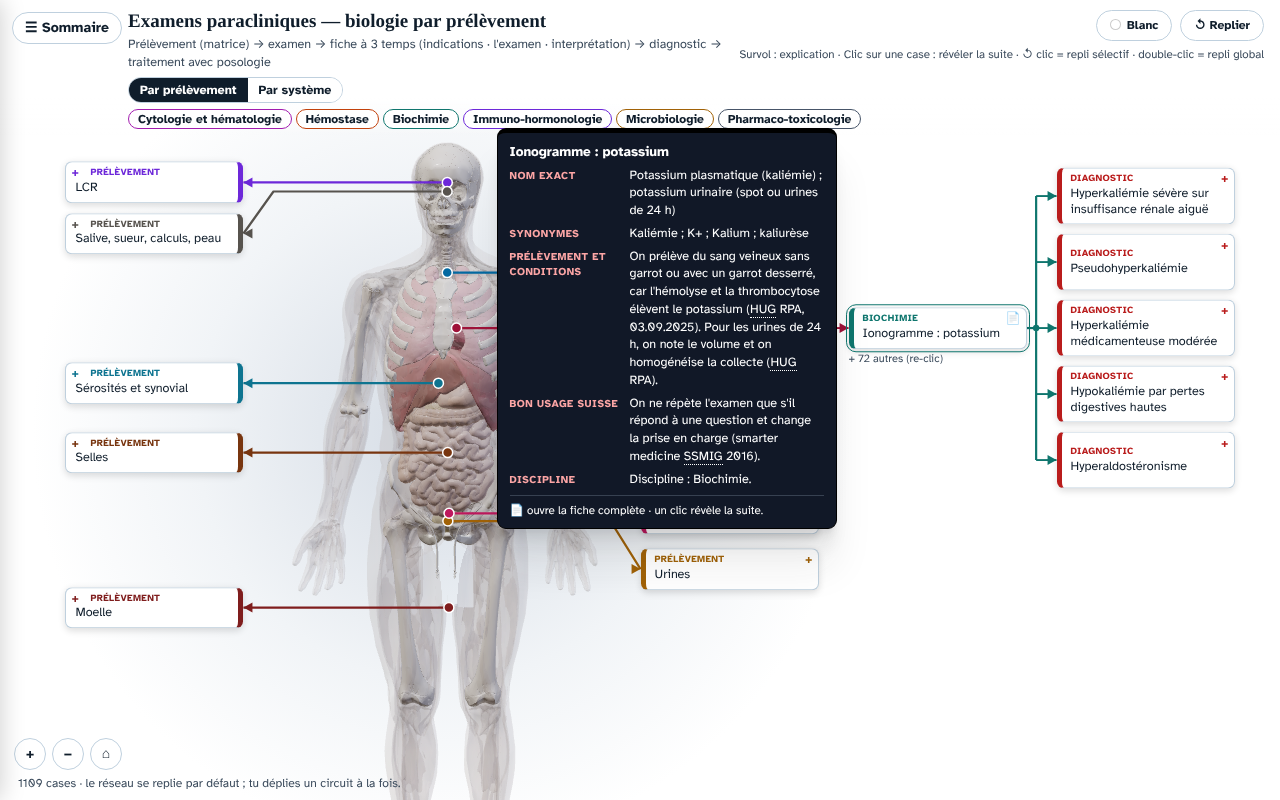 ☰ Sommaire
Examens paracliniques — biologie par prélèvement
Prélèvement (matrice) → examen → fiche à 3 temps (indications · l'examen · interprétation) → diagnostic →
traitement avec posologie
Blanc
↺ Replier
Survol : explication · Clic sur une case : révéler la suite · ↺ clic = repli sélectif · double-clic = repli global
Par prélèvement
Par système
Cytologie et hématologie
Hémostase
Biochimie
Immuno-hormonologie
Microbiologie
Pharmaco-toxicologie
+ PRÉLÈVEMENT
LCR
+ PRÉLÈVEMENT
Salive, sueur, calculs, peau
+ PRÉLÈVEMENT
Sérosités et synovial
+ PRÉLÈVEMENT
Selles
+ PRÉLÈVEMENT
Moelle
Ionogramme : potassium
NOM EXACT
Potassium plasmatique (kaliémie) ;
potassium urinaire (spot ou urines
de 24 h)
SYNONYMES
Kaliémie ; K+ ; Kalium ; kaliurèse
PRÉLÈVEMENT ET
CONDITIONS
On prélève du sang veineux sans
garrot ou avec un garrot desserré,
car l'hémolyse et la thrombocytose
élèvent le potassium (HUG RPA,
03.09.2025). Pour les urines de 24
h, on note le volume et on
homogénéise la collecte (HUG
RPA).
BON USAGE SUISSE
On ne répète l'examen que s'il
répond à une question et change
la prise en charge (smarter
medicine SSMIG 2016).
DISCIPLINE
Discipline : Biochimie.
📄 ouvre la fiche complète · un clic révèle la suite.
PRÉLÈVEMENT +
Urines
BIOCHIMIE 📄
Ionogramme : potassium
+ 72 autres (re-clic)
DIAGNOSTIC +
Hyperkaliémie sévère sur
insuffisance rénale aiguë
DIAGNOSTIC +
Pseudohyperkaliémie
DIAGNOSTIC +
Hyperkaliémie
médicamenteuse modérée
DIAGNOSTIC +
Hypokaliémie par pertes
digestives hautes
DIAGNOSTIC +
Hyperaldostéronisme
+
−
⌂
1109 cases · le réseau se replie par défaut ; tu déplies un circuit à la fois.